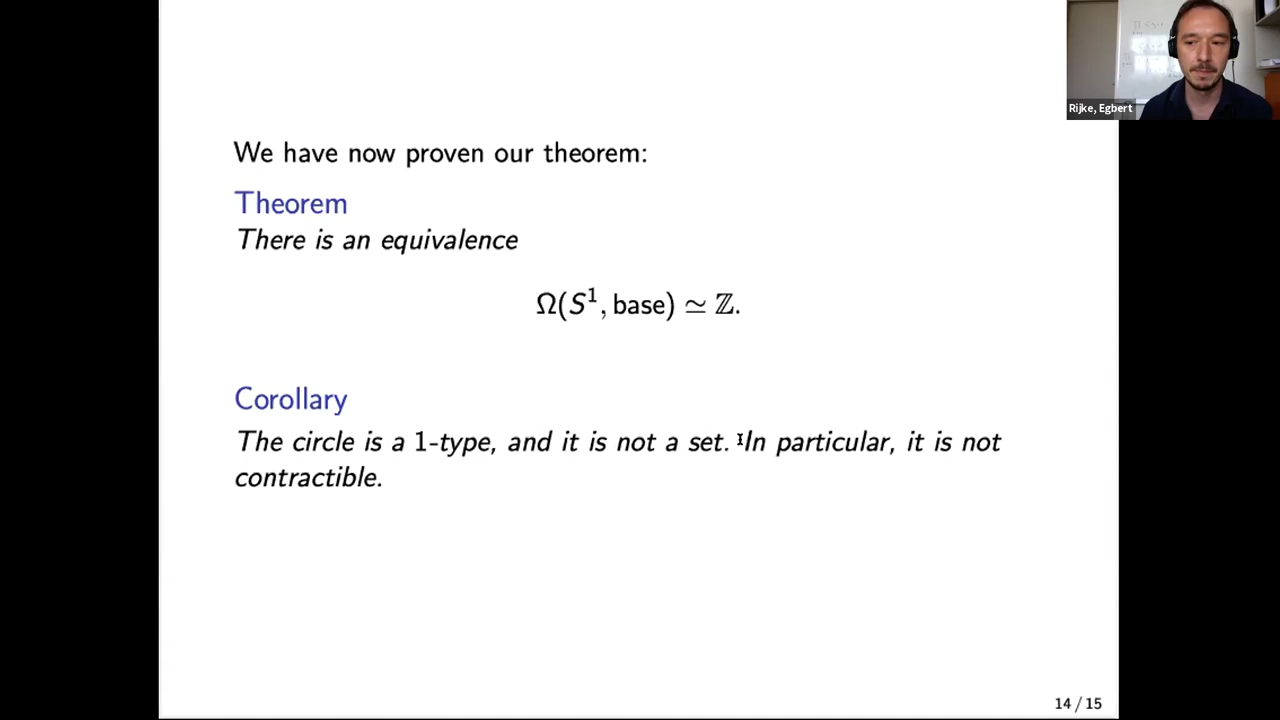 Rijke, Egbert
We have now proven our theorem:
Theorem
There is an equivalence
Ω(S¹, base) ≃ ℤ.
Corollary
The circle is a 1-type, and it is not a set. In particular, it is not
contractible.
14 / 15